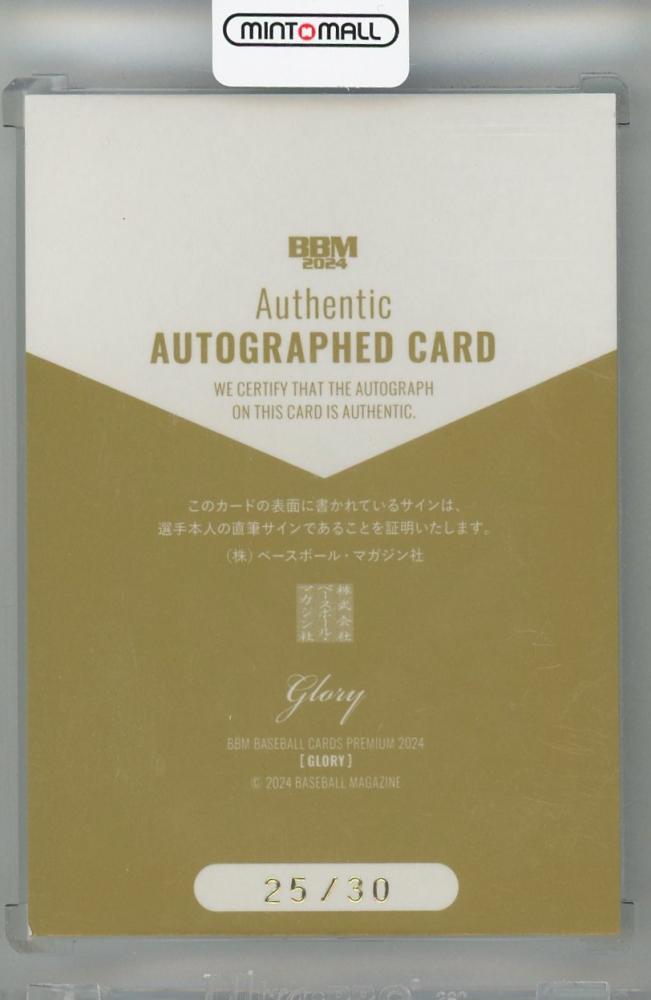 MINT MALL
BBM
2024
Authentic
AUTOGRAPHED CARD
WE CERTIFY THAT THE AUTOGRAPH
ON THIS CARD IS AUTHENTIC.
このカードの表面に書かれているサインは、
選手本人の直筆サインであることを証明いたします。
(株) ベースボール・マガジン社
株式会社
ベースボール・
マガジン社
Glory
BBM BASEBALL CARDS PREMIUM 2024
[ GLORY ]
© 2024 BASEBALL MAGAZINE
25/30